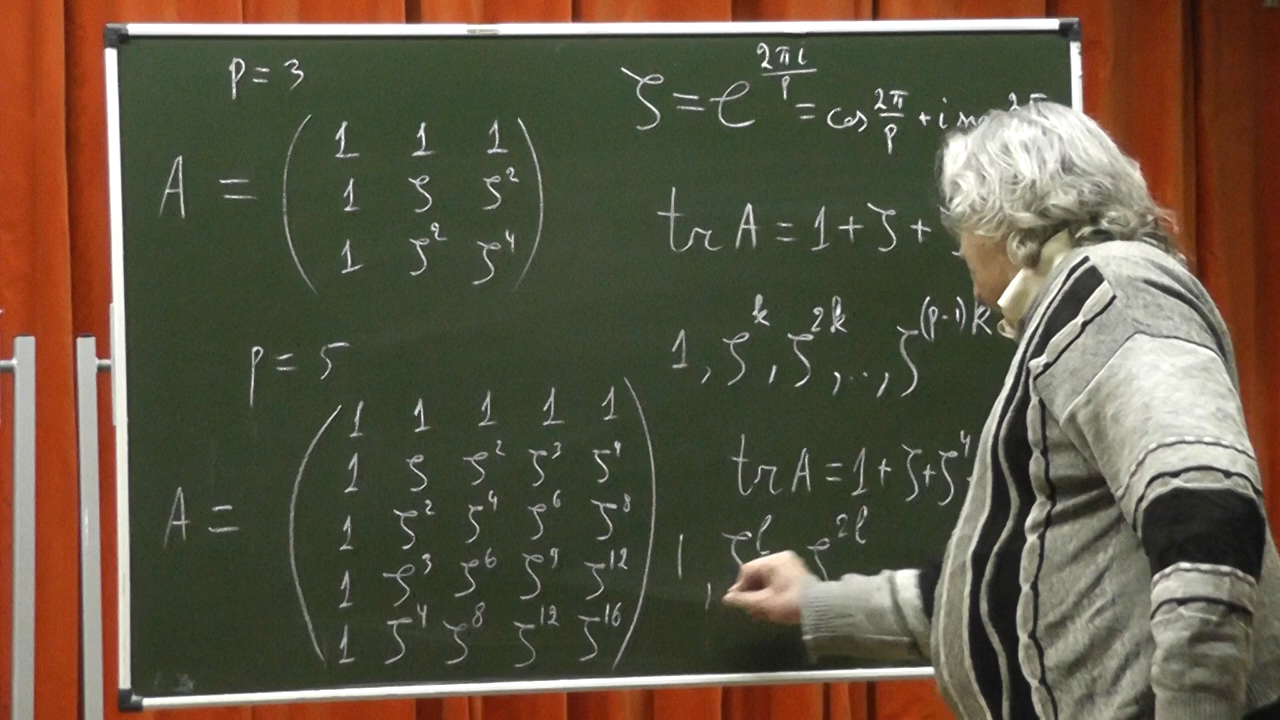 p = 3
A = ( 1 1 1
1 ζ ζ²
1 ζ² ζ⁴ )
p = 5
A = ( 1 1 1 1 1
1 ζ ζ² ζ³ ζ⁴
1 ζ² ζ⁴ ζ⁶ ζ⁸
1 ζ³ ζ⁶ ζ⁹ ζ¹²
1 ζ⁴ ζ⁸ ζ¹² ζ¹⁶ )
ζ = e^{2πi/p} = cos 2π/p + i
tr A = 1 + ζ +
1, ζ^k, ζ^{2k}, .., ζ^{(p-1)k}
tr A = 1 + ζ + ζ⁴
1, ζ^l ζ^{2l}